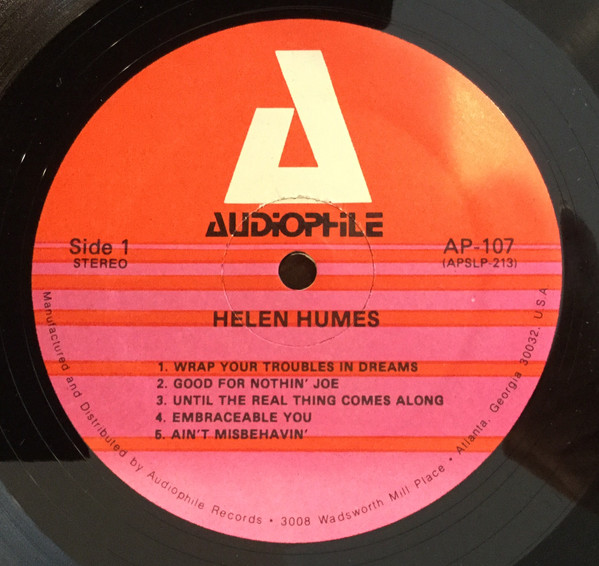 AUDIOPHILE
Side 1
STEREO
AP-107
(APSLP-213)
HELEN HUMES
1. WRAP YOUR TROUBLES IN DREAMS
2. GOOD FOR NOTHIN' JOE
3. UNTIL THE REAL THING COMES ALONG
4. EMBRACEABLE YOU
5. AIN'T MISBEHAVIN'
Manufactured and Distributed by Audiophile Records • 3008 Wadsworth Mill Place • Atlanta, Georgia 30032, U.S.A